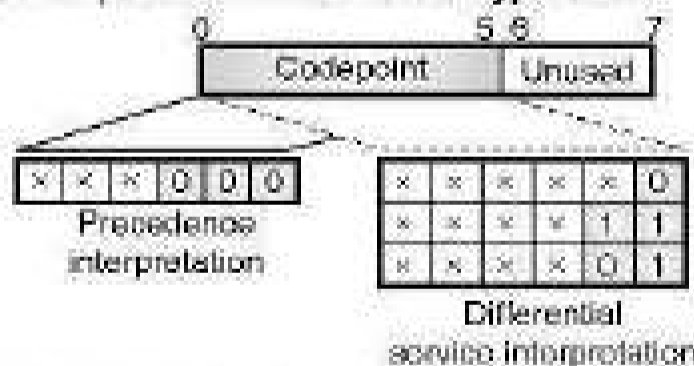 0 5 6 7
Codepoint Unused
x x x 0 0 0
Precedence
interpretation
x x x x x 0
x x x x 1 1
x x x x 0 1
Differential
service interpretation